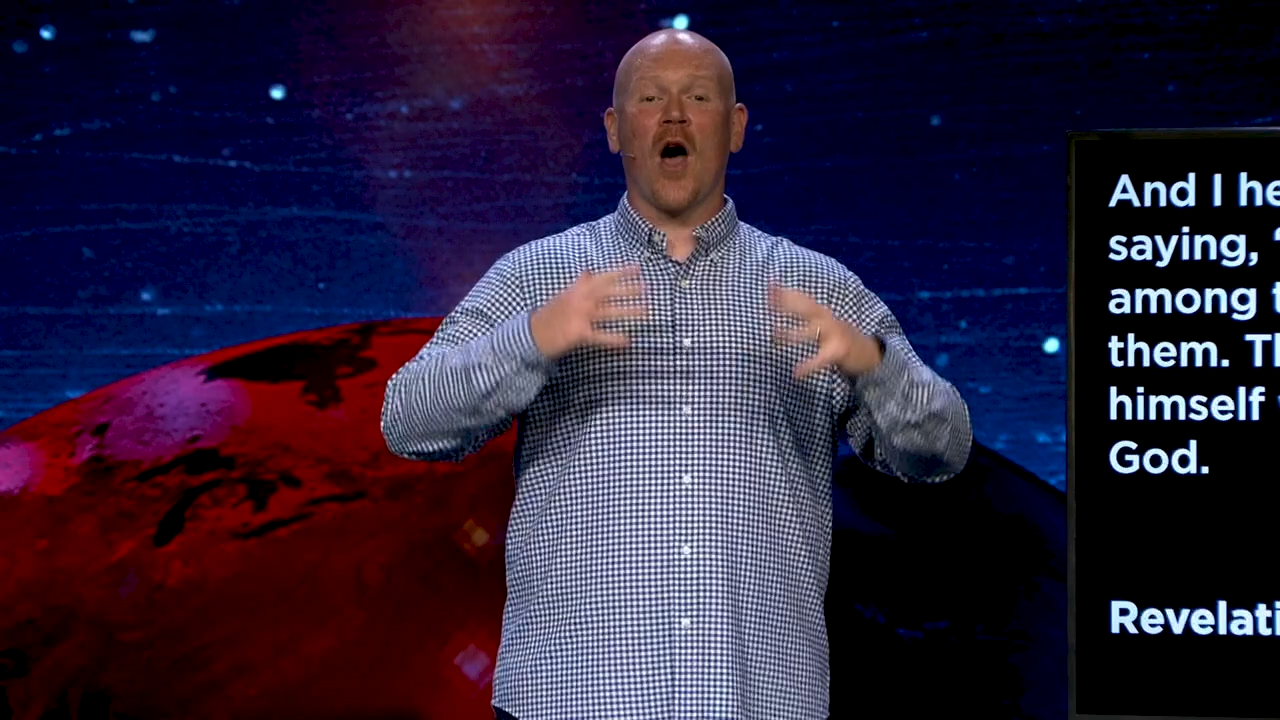 And I he
saying,
among t
them. Th
himself
God.
Revelati